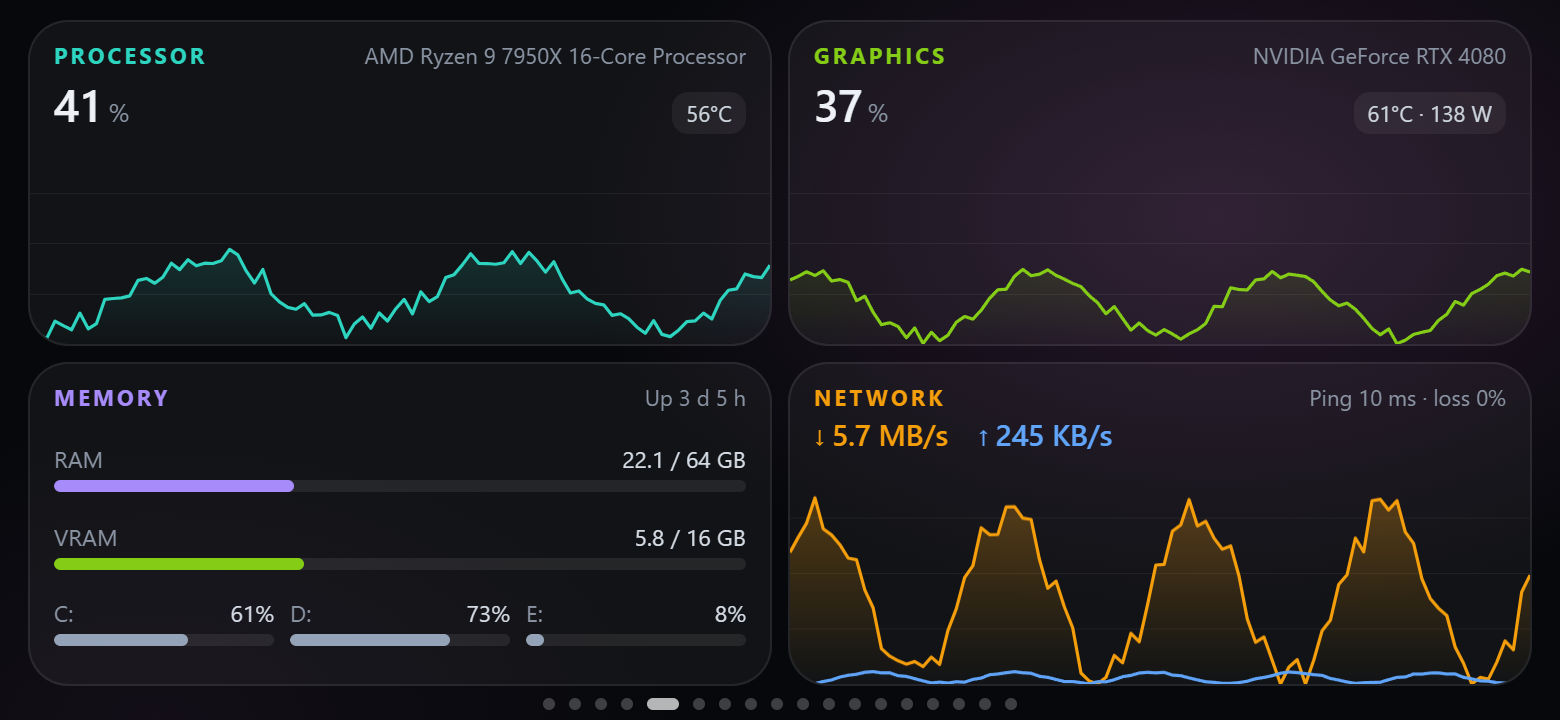 PROCESSOR AMD Ryzen 9 7950X 16-Core Processor
41 % 56°C
GRAPHICS NVIDIA GeForce RTX 4080
37 % 61°C · 138 W
MEMORY Up 3 d 5 h
RAM 22.1 / 64 GB
VRAM 5.8 / 16 GB
C: 61% D: 73% E: 8%
NETWORK Ping 10 ms · loss 0%
↓ 5.7 MB/s ↑ 245 KB/s